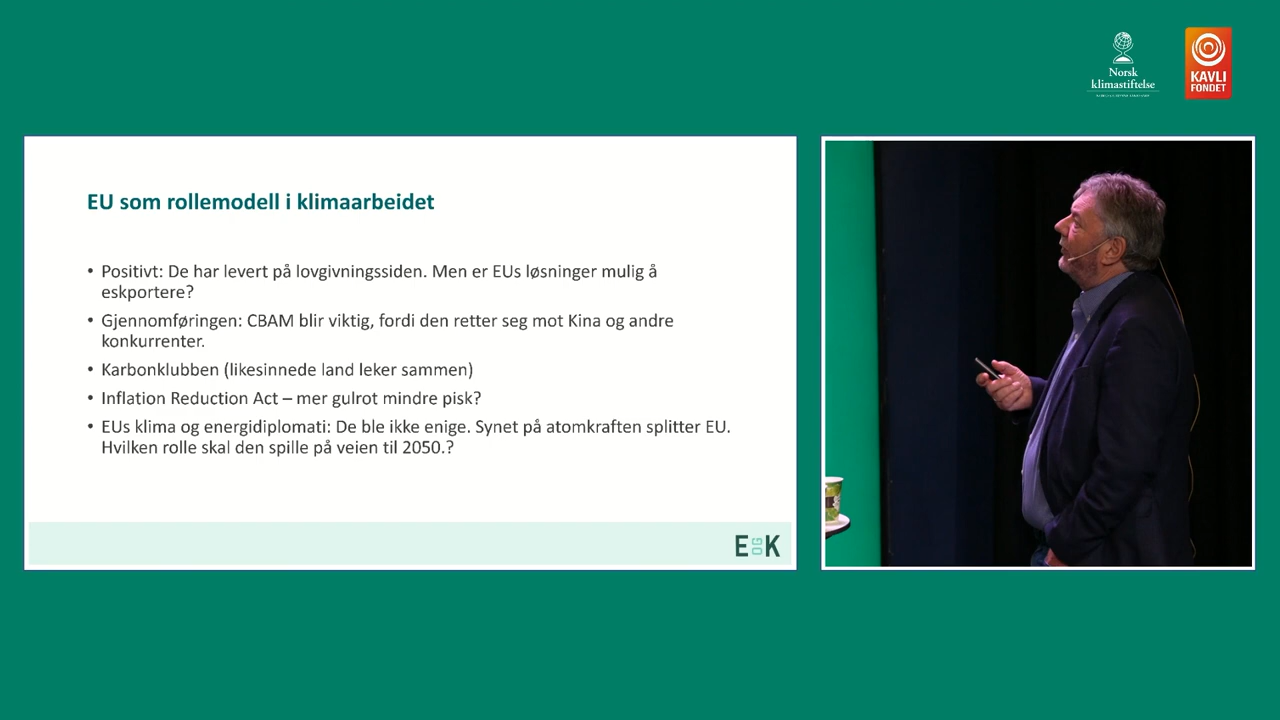 Norsk
klimastiftelse
KAVLI
FONDET
EU som rollemodell i klimaarbeidet
• Positivt: De har levert på lovgivningssiden. Men er EUs løsninger mulig å
eskportere?
• Gjennomføringen: CBAM blir viktig, fordi den retter seg mot Kina og andre
konkurrenter.
• Karbonklubben (likesinnede land leker sammen)
• Inflation Reduction Act – mer gulrot mindre pisk?
• EUs klima og energidiplomati: De ble ikke enige. Synet på atomkraften splitter EU.
Hvilken rolle skal den spille på veien til 2050.?
E OG K